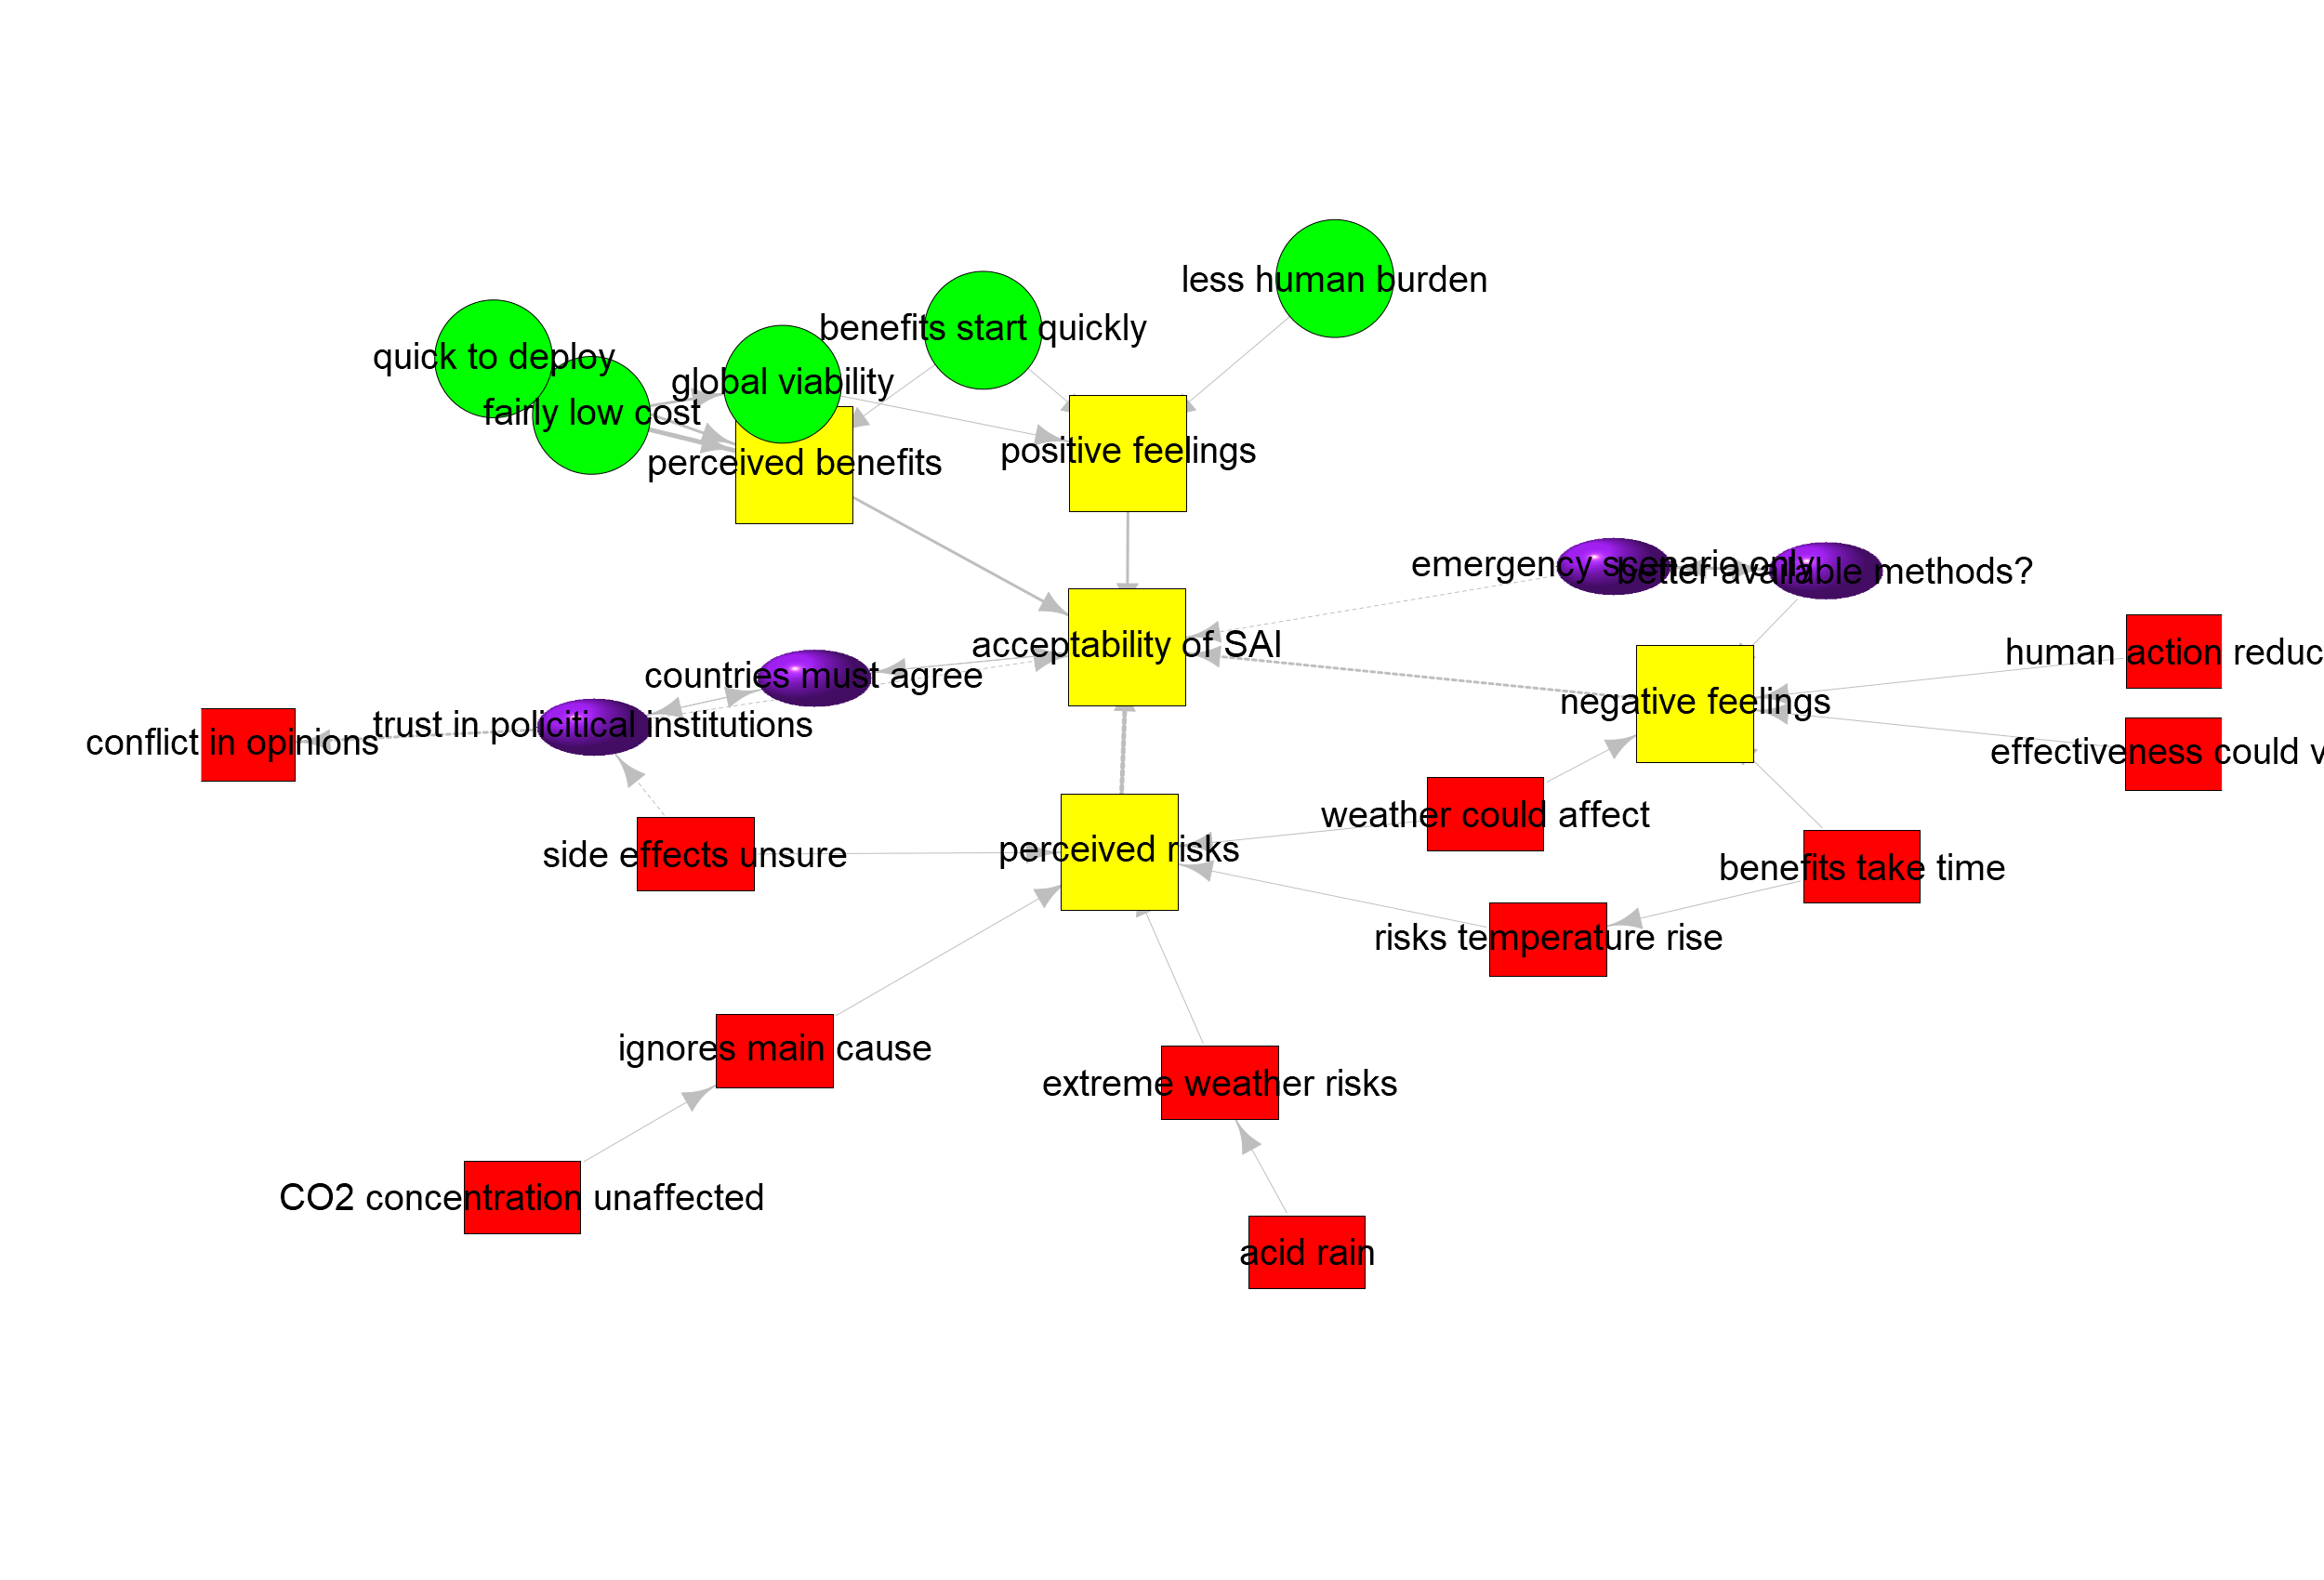 less human burden
benefits start quickly
quick to deploy
global viability
fairly low cost
positive feelings
perceived benefits
emergency scenario only
better available methods?
acceptability of SAI
human action reduc
countries must agree
negative feelings
trust in policitical institutions
conflict in opinions
effectiveness could v
weather could affect
perceived risks
side effects unsure
benefits take time
risks temperature rise
ignores main cause
extreme weather risks
CO2 concentration unaffected
acid rain